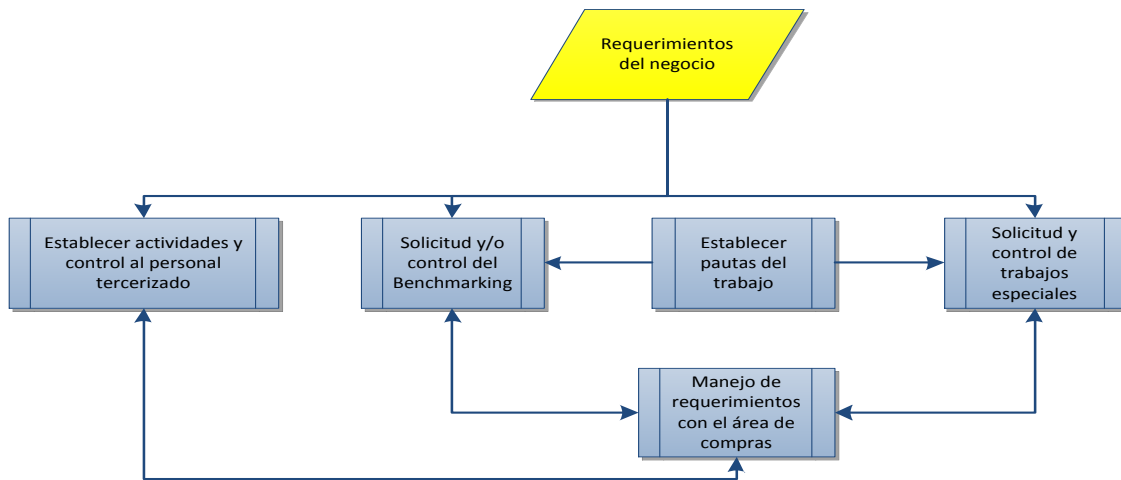 Requerimientos
del negocio
Establecer actividades y
control al personal
tercerizado
Solicitud y/o
control del
Benchmarking
Establecer
pautas del
trabajo
Solicitud y
control de
trabajos
especiales
Manejo de
requerimientos
con el área de
compras